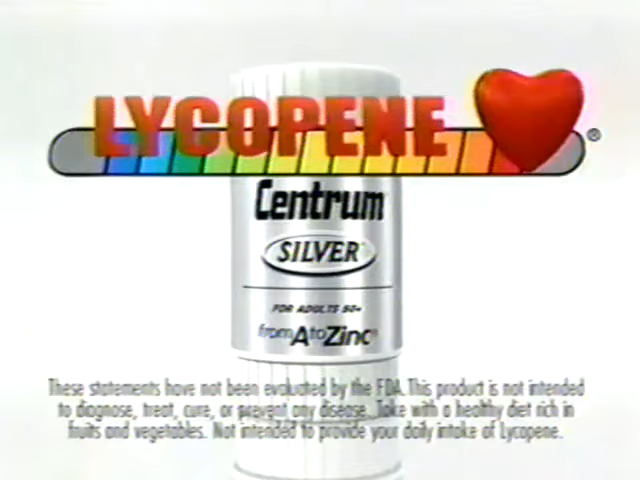 LYCOPENE
®
Centrum
SILVER
FOR ADULTS 50+
from A to Zinc®
These statements have not been evaluated by the FDA. This product is not intended
to diagnose, treat, cure, or prevent any disease. Take with a healthy diet rich in
fruits and vegetables. Not intended to provide your daily intake of Lycopene.